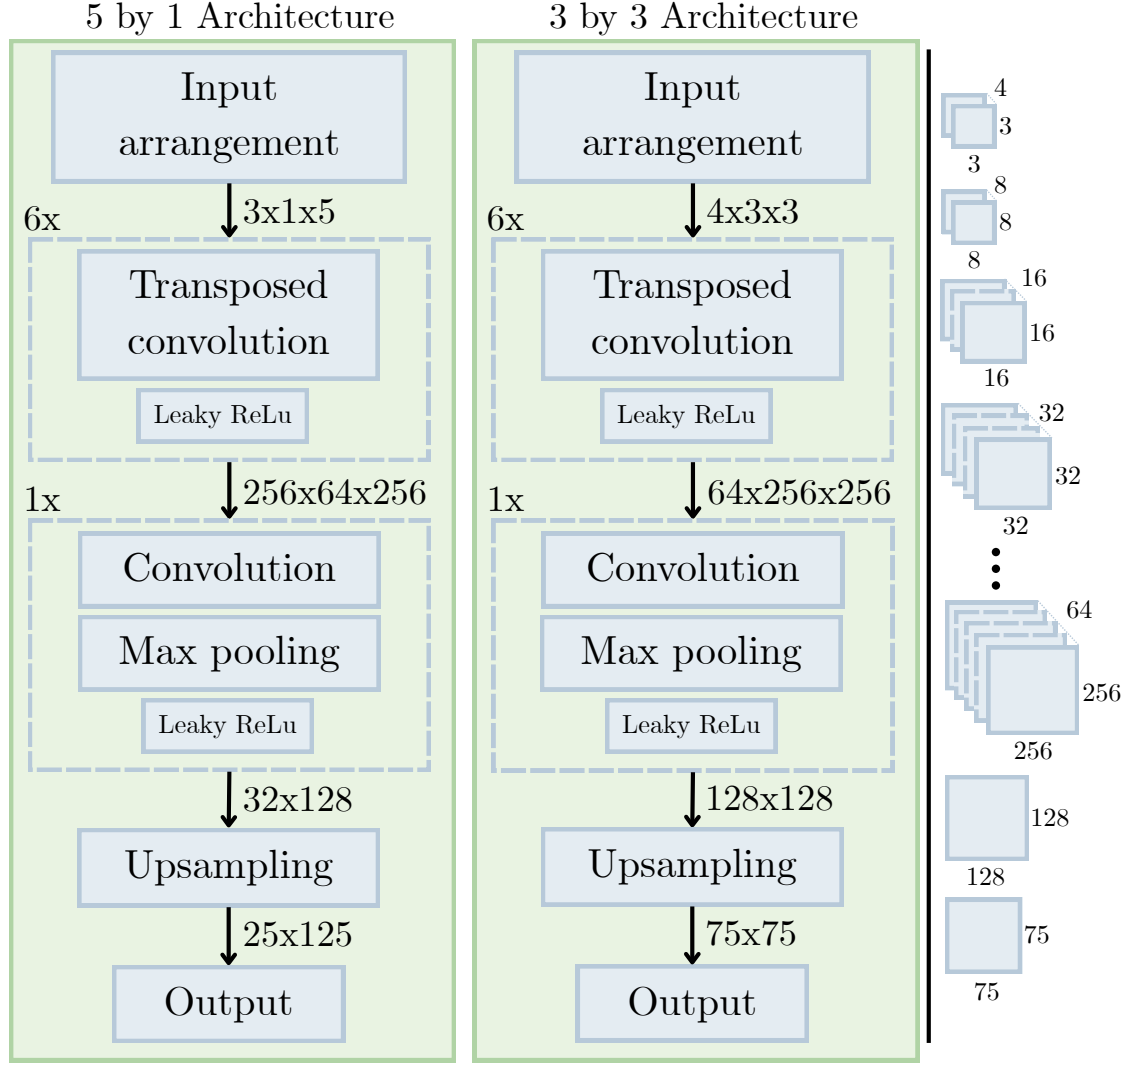 5 by 1 Architecture
Input
arrangement
3x1x5
6x
Transposed
convolution
Leaky ReLu
256x64x256
1x
Convolution
Max pooling
Leaky ReLu
32x128
Upsampling
25x125
Output
3 by 3 Architecture
Input
arrangement
4x3x3
6x
Transposed
convolution
Leaky ReLu
64x256x256
1x
Convolution
Max pooling
Leaky ReLu
128x128
Upsampling
75x75
Output
4
3
3
8
8
8
16
16
16
32
32
32
64
256
256
128
128
75
75